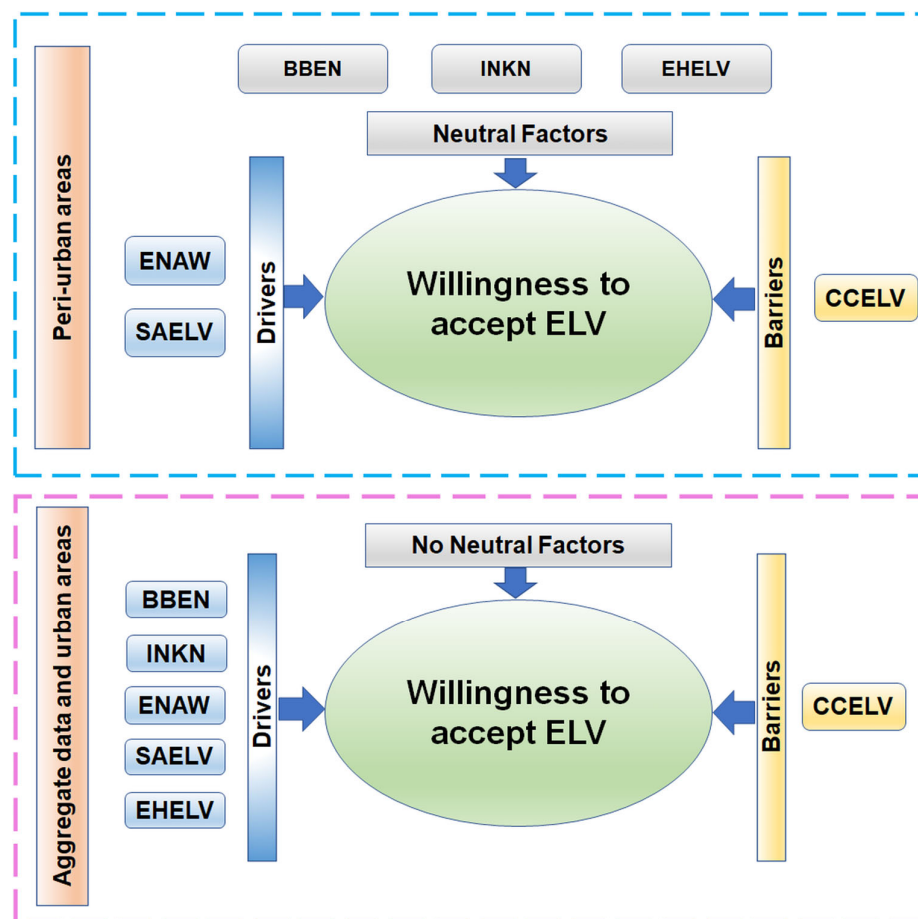 BBEN
INKN
EHELV
Neutral Factors
Peri-urban areas
ENAW
SAELV
Drivers
Willingness to
accept ELV
Barriers
CCELV
No Neutral Factors
Aggregate data and urban areas
BBEN
INKN
ENAW
SAELV
EHELV
Drivers
Willingness to
accept ELV
Barriers
CCELV